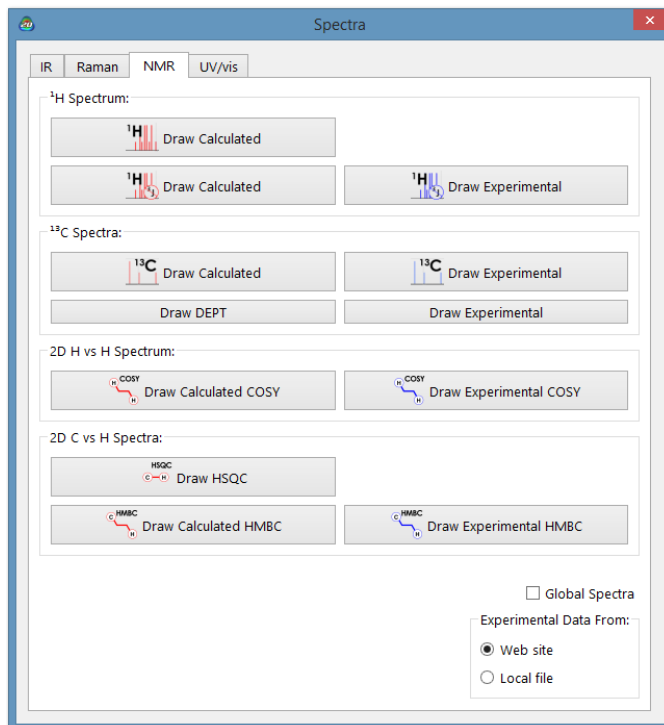 2D
Spectra
IR Raman NMR UV/vis
¹H Spectrum:
¹H Draw Calculated
¹H Draw Calculated
¹H Draw Experimental
¹³C Spectra:
¹³C Draw Calculated
¹³C Draw Experimental
Draw DEPT
Draw Experimental
2D H vs H Spectrum:
H COSY H Draw Calculated COSY
H COSY H Draw Experimental COSY
2D C vs H Spectra:
HSQC C H Draw HSQC
C HMBC H Draw Calculated HMBC
C HMBC H Draw Experimental HMBC
Global Spectra
Experimental Data From:
Web site
Local file